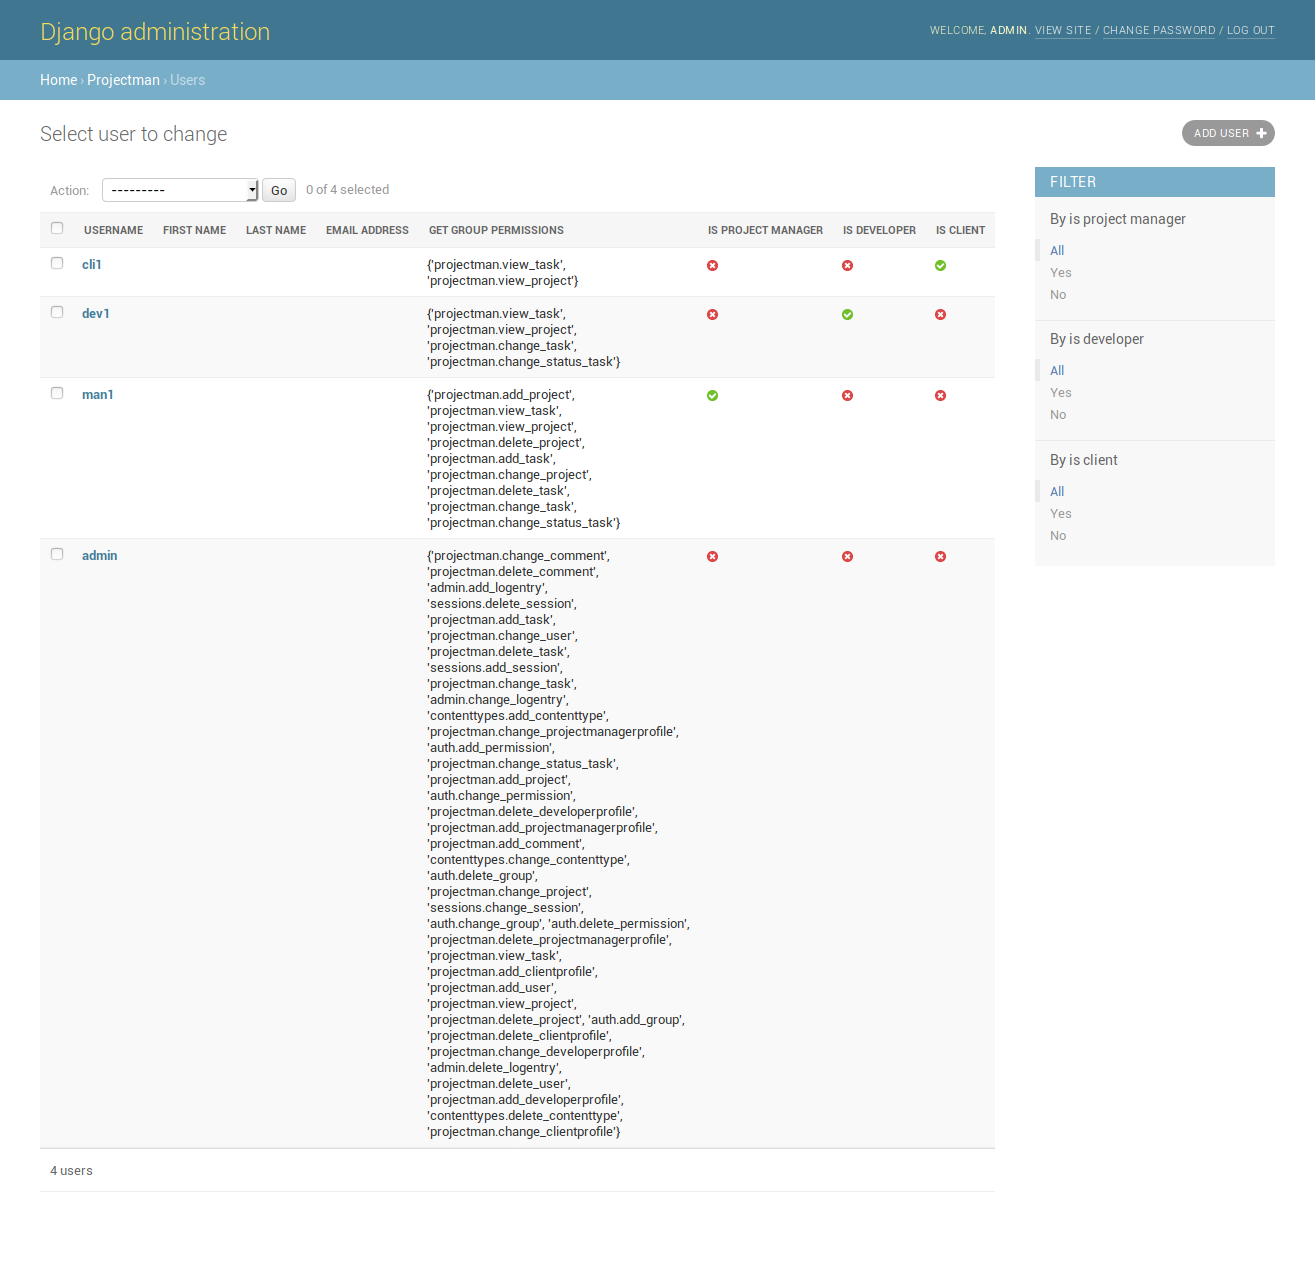 Django administration
WELCOME, ADMIN. VIEW SITE / CHANGE PASSWORD / LOG OUT
Home › Projectman › Users
Select user to change
ADD USER
Action: --------- Go 0 of 4 selected
USERNAME FIRST NAME LAST NAME EMAIL ADDRESS GET GROUP PERMISSIONS IS PROJECT MANAGER IS DEVELOPER IS CLIENT
cli1 {'projectman.view_task',
'projectman.view_project'}
dev1 {'projectman.view_task',
'projectman.view_project',
'projectman.change_task',
'projectman.change_status_task'}
man1 {'projectman.add_project',
'projectman.view_task',
'projectman.view_project',
'projectman.delete_project',
'projectman.add_task',
'projectman.change_project',
'projectman.delete_task',
'projectman.change_task',
'projectman.change_status_task'}
admin {'projectman.change_comment',
'projectman.delete_comment',
'admin.add_logentry',
'sessions.delete_session',
'projectman.add_task',
'projectman.change_user',
'projectman.delete_task',
'sessions.add_session',
'projectman.change_task',
'admin.change_logentry',
'contenttypes.add_contenttype',
'projectman.change_projectmanagerprofile',
'auth.add_permission',
'projectman.change_status_task',
'projectman.add_project',
'auth.change_permission',
'projectman.delete_developerprofile',
'projectman.add_projectmanagerprofile',
'projectman.add_comment',
'contenttypes.change_contenttype',
'auth.delete_group',
'projectman.change_project',
'sessions.change_session',
'auth.change_group', 'auth.delete_permission',
'projectman.delete_projectmanagerprofile',
'projectman.view_task',
'projectman.add_clientprofile',
'projectman.add_user',
'projectman.view_project',
'projectman.delete_project', 'auth.add_group',
'projectman.delete_clientprofile',
'projectman.change_developerprofile',
'admin.delete_logentry',
'projectman.delete_user',
'projectman.add_developerprofile',
'contenttypes.delete_contenttype',
'projectman.change_clientprofile'}
4 users
FILTER
By is project manager
All
Yes
No
By is developer
All
Yes
No
By is client
All
Yes
No